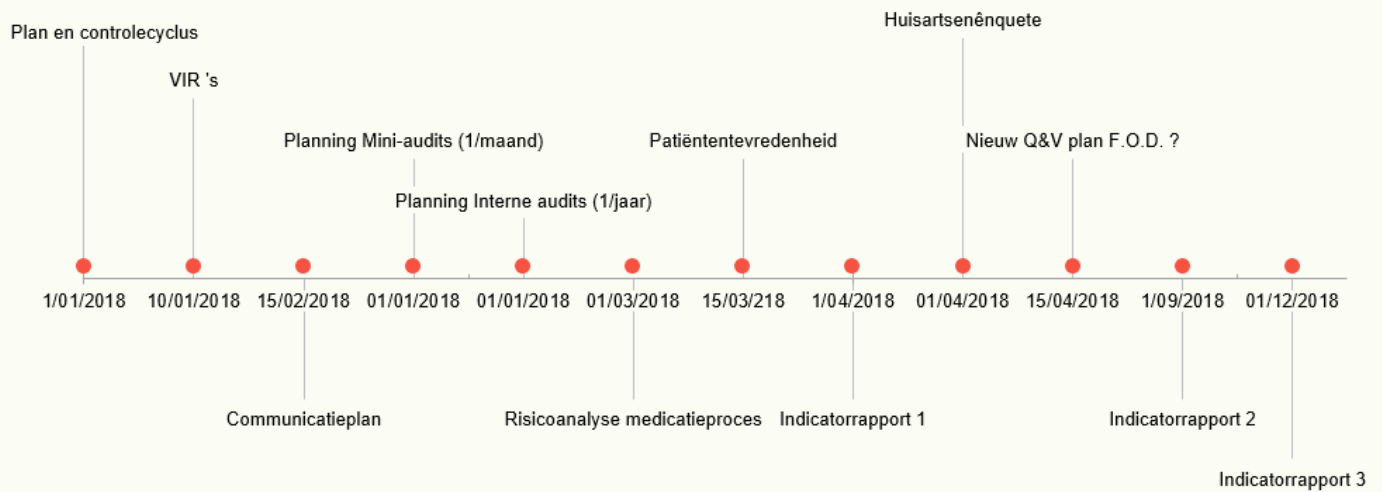 Huisartsenênquete
Plan en controlecyclus
VIR 's
Planning Mini-audits (1/maand)
Patiëntentevredenheid
Nieuw Q&V plan F.O.D. ?
Planning Interne audits (1/jaar)
1/01/2018
10/01/2018
15/02/2018
01/01/2018
01/01/2018
01/03/2018
15/03/218
1/04/2018
01/04/2018
15/04/2018
1/09/2018
01/12/2018
Communicatieplan
Risicoanalyse medicatieproces
Indicatorrapport 1
Indicatorrapport 2
Indicatorrapport 3